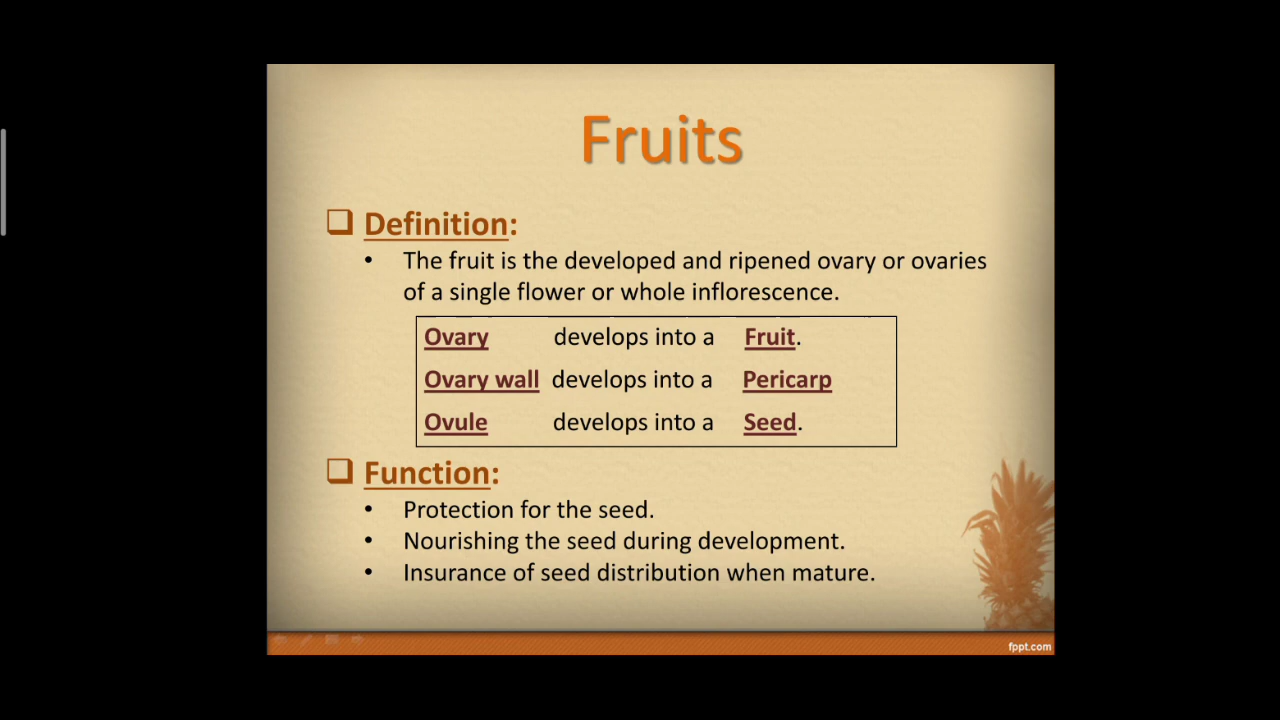 Fruits
❑ Definition:
• The fruit is the developed and ripened ovary or ovaries
of a single flower or whole inflorescence.
Ovary develops into a Fruit.
Ovary wall develops into a Pericarp
Ovule develops into a Seed.
❑ Function:
• Protection for the seed.
• Nourishing the seed during development.
• Insurance of seed distribution when mature.
fppt.com